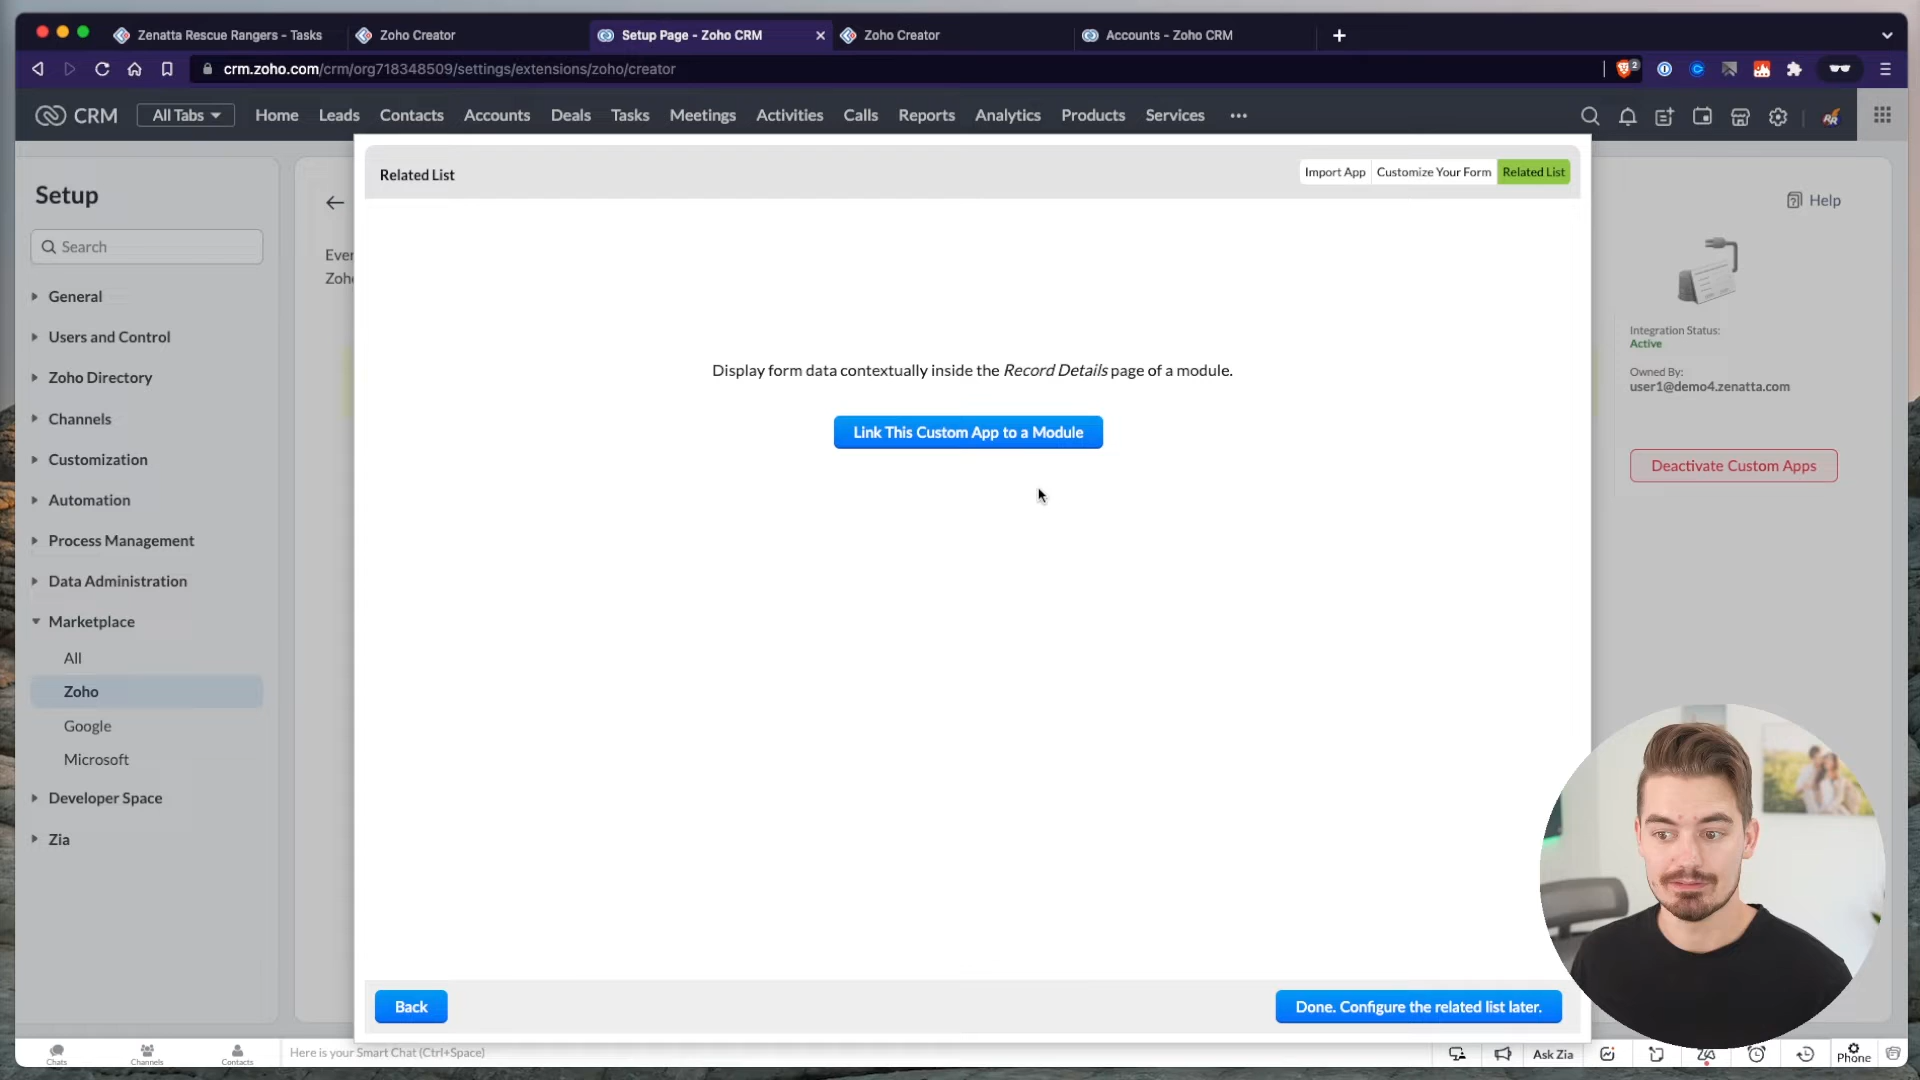 Zenatta Rescue Rangers - Tasks
Zoho Creator
Setup Page - Zoho CRM
Zoho Creator
Accounts - Zoho CRM
crm.zoho.com/crm/org718348509/settings/extensions/zoho/creator
2
CRM
All Tabs
Home
Leads
Contacts
Accounts
Deals
Tasks
Meetings
Activities
Calls
Reports
Analytics
Products
Services
Setup
Search
General
Users and Control
Zoho Directory
Channels
Customization
Automation
Process Management
Data Administration
Marketplace
All
Zoho
Google
Microsoft
Developer Space
Zia
Related List
Import App
Customize Your Form
Related List
Display form data contextually inside the Record Details page of a module.
Link This Custom App to a Module
Back
Done. Configure the related list later.
Help
Integration Status:
Active
Owned By:
user1@demo4.zenatta.com
Deactivate Custom Apps
Chats
Channels
Contacts
Here is your Smart Chat (Ctrl+Space)
Ask Zia
Phone